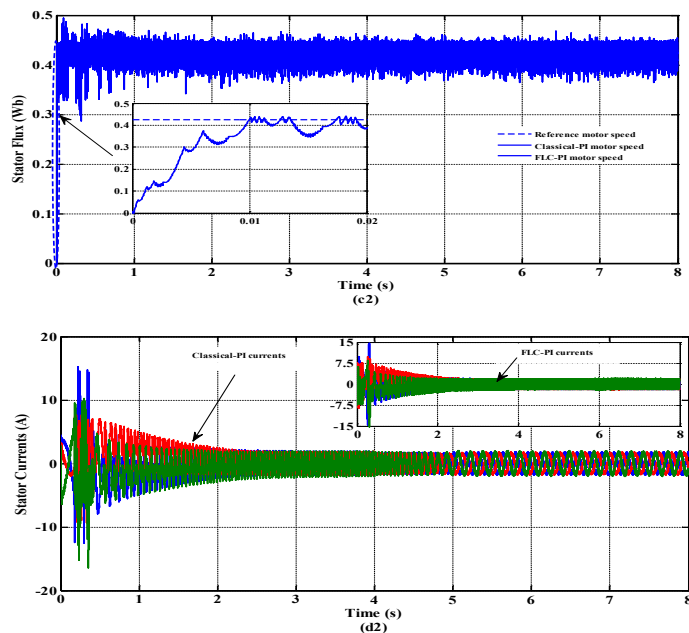 0.5
0.4
0.3
0.2
0.1
0
Stator Flux (Wb)
0.5
0.4
0.3
0.2
0.1
0
0
0.01
0.02
Reference motor speed
Classical-PI motor speed
FLC-PI motor speed
0 1 2 3 4 5 6 7 8
Time (s)
(c2)
20
10
0
-10
-20
Stator Currents (A)
Classical-PI currents
15
7.5
0
-7.5
-15
FLC-PI currents
0 2 4 6 8
0 1 2 3 4 5 6 7 8
Time (s)
(d2)